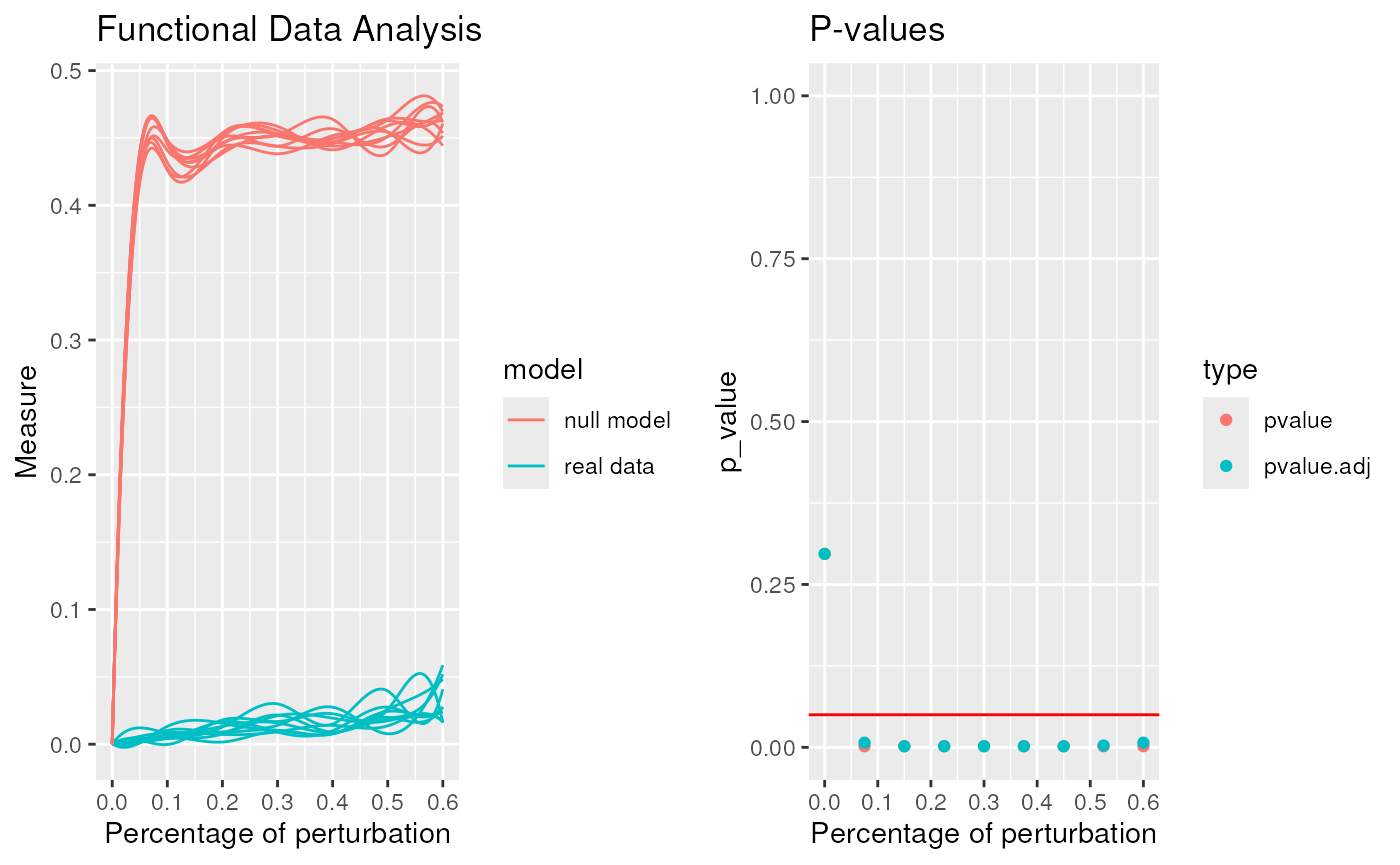 Functional Data Analysis
0.5
0.4
0.3
0.2
0.1
0.0
Measure
0.0 0.1 0.2 0.3 0.4 0.5 0.6
Percentage of perturbation
model
null model
real data
P-values
1.00
0.75
0.50
0.25
0.00
p_value
0.0 0.1 0.2 0.3 0.4 0.5 0.6
Percentage of perturbation
type
pvalue
pvalue.adj